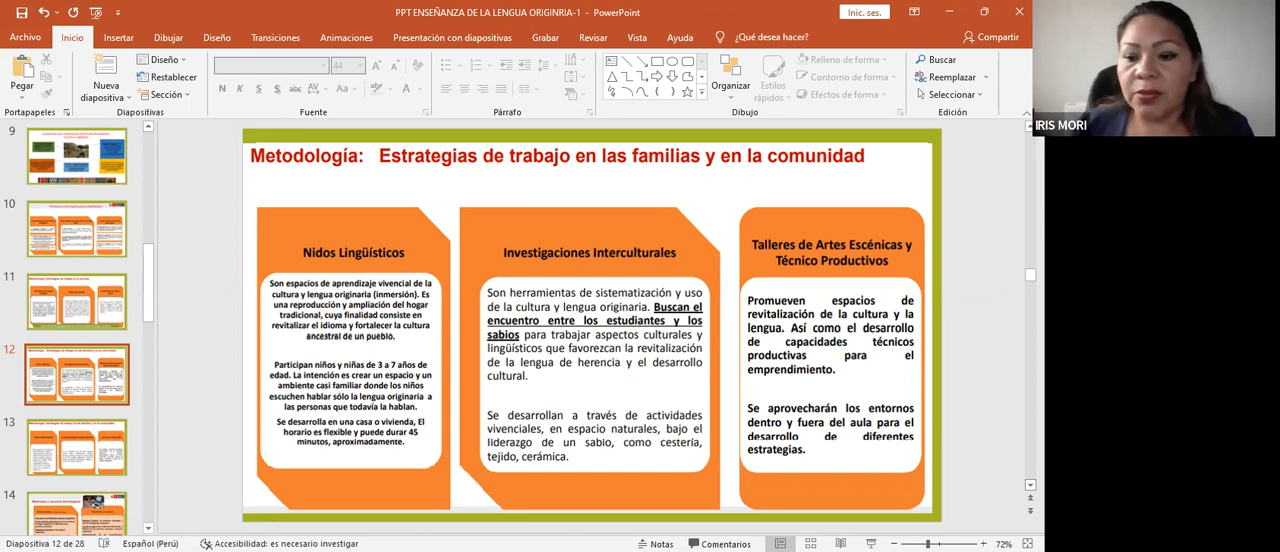 PPT ENSEÑANZA DE LA LENGUA ORIGINRIA-1 - PowerPoint
Inic. ses.
Archivo Inicio Insertar Dibujar Diseño Transiciones Animaciones Presentación con diapositivas Grabar Revisar Vista Ayuda ¿Qué desea hacer? Compartir
Pegar
Nueva
diapositiva
Diseño
Restablecer
Sección
44
N K S abc AV Aa
Organizar
Estilos
rápidos
Relleno de forma
Contorno de forma
Efectos de forma
Buscar
Reemplazar
Seleccionar
Portapapeles Diapositivas Fuente Párrafo Dibujo Edición
IRIS MORI
9
10
11
12
13
14
Metodología: Estrategias de trabajo en las familias y en la comunidad
Nidos Lingüísticos
Son espacios de aprendizaje vivencial de la
cultura y lengua originaria (inmersión). Es
una reproducción y ampliación del hogar
tradicional, cuya finalidad consiste en
revitalizar el idioma y fortalecer la cultura
ancestral de un pueblo.
Participan niños y niñas de 3 a 7 años de
edad. La intención es crear un espacio y un
ambiente casi familiar donde los niños
escuchen hablar sólo la lengua originaria a
las personas que todavía la hablan.
Se desarrolla en una casa o vivienda, El
horario es flexible y puede durar 45
minutos, aproximadamente.
Investigaciones Interculturales
Son herramientas de sistematización y uso
de la cultura y lengua originaria. Buscan el
encuentro entre los estudiantes y los
sabios para trabajar aspectos culturales y
lingüísticos que favorezcan la revitalización
de la lengua de herencia y el desarrollo
cultural.
Se desarrollan a través de actividades
vivenciales, en espacio naturales, bajo el
liderazgo de un sabio, como cestería,
tejido, cerámica.
Talleres de Artes Escénicas y
Técnico Productivos
Promueven espacios de
revitalización de la cultura y la
lengua. Así como el desarrollo
de capacidades técnicos
productivas para el
emprendimiento.
Se aprovecharán los entornos
dentro y fuera del aula para el
desarrollo de diferentes
estrategias.
Diapositiva 12 de 28 Español (Perú) Accesibilidad: es necesario investigar Notas Comentarios 72%